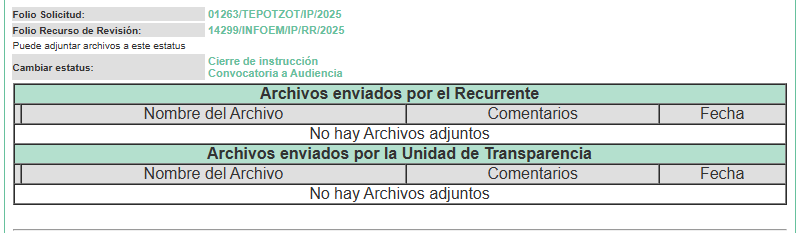 Folio Solicitud: 01263/TEPOTZOT/IP/2025
Folio Recurso de Revisión: 14299/INFOEM/IP/RR/2025
Puede adjuntar archivos a este estatus
Cambiar estatus: Cierre de instrucción
Convocatoria a Audiencia
Archivos enviados por el Recurrente
Nombre del Archivo Comentarios Fecha
No hay Archivos adjuntos
Archivos enviados por la Unidad de Transparencia
Nombre del Archivo Comentarios Fecha
No hay Archivos adjuntos